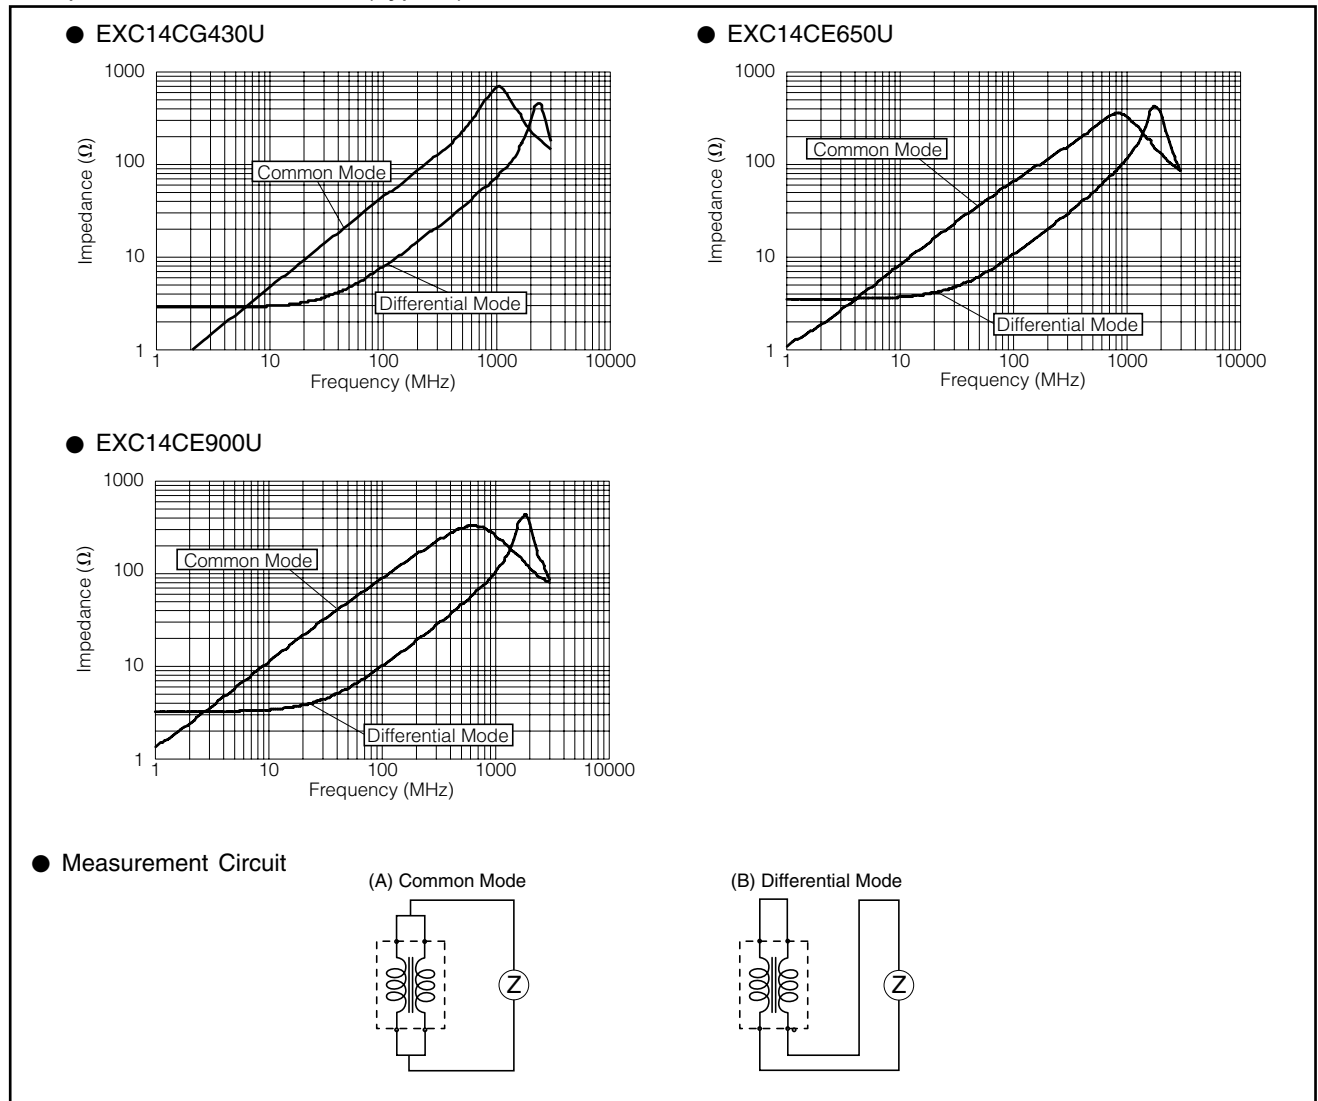 ● EXC14CG430U
1000
100
10
1
Impedance (Ω)
Common Mode
Differential Mode
1 10 100 1000 10000
Frequency (MHz)
● EXC14CE650U
1000
100
10
1
Impedance (Ω)
Common Mode
Differential Mode
1 10 100 1000 10000
Frequency (MHz)
● EXC14CE900U
1000
100
10
1
Impedance (Ω)
Common Mode
Differential Mode
1 10 100 1000 10000
Frequency (MHz)
● Measurement Circuit
(A) Common Mode
Z
(B) Differential Mode
Z